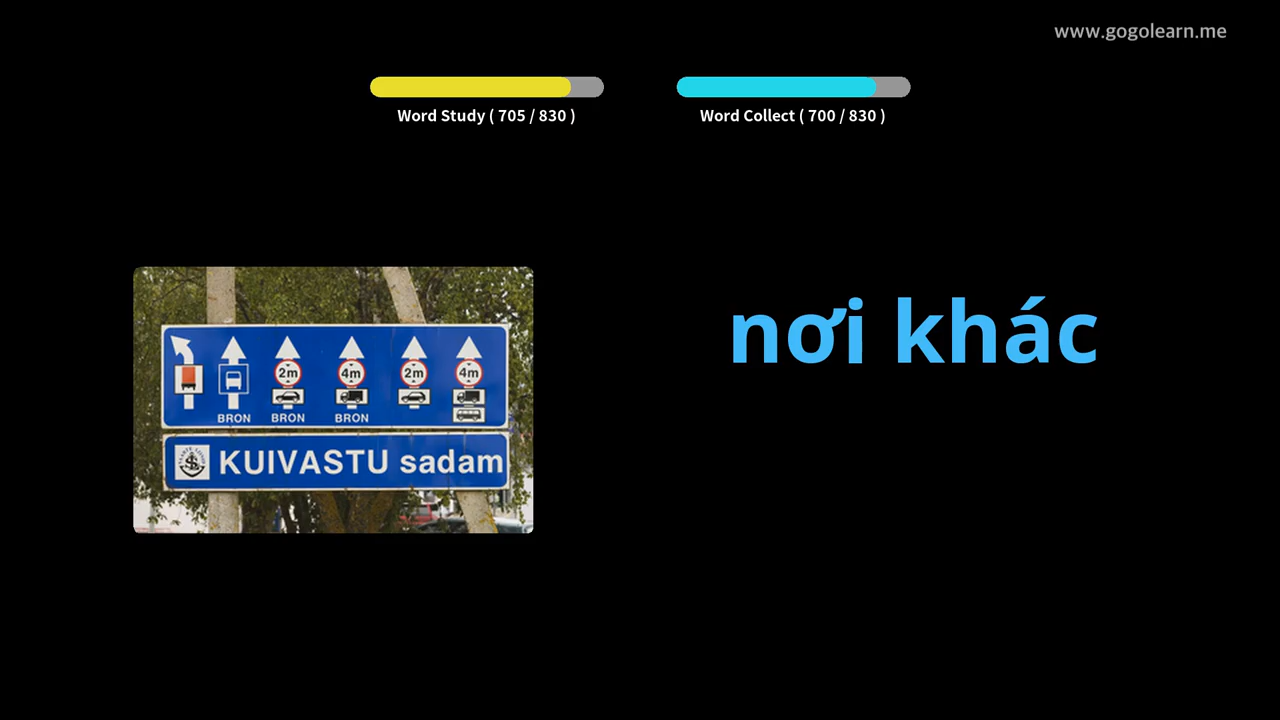 www.gogolearn.me
Word Study ( 705 / 830 )
Word Collect ( 700 / 830 )
2m 4m 2m 4m
BRON BRON BRON
KUIVASTU sadam
nơi khác